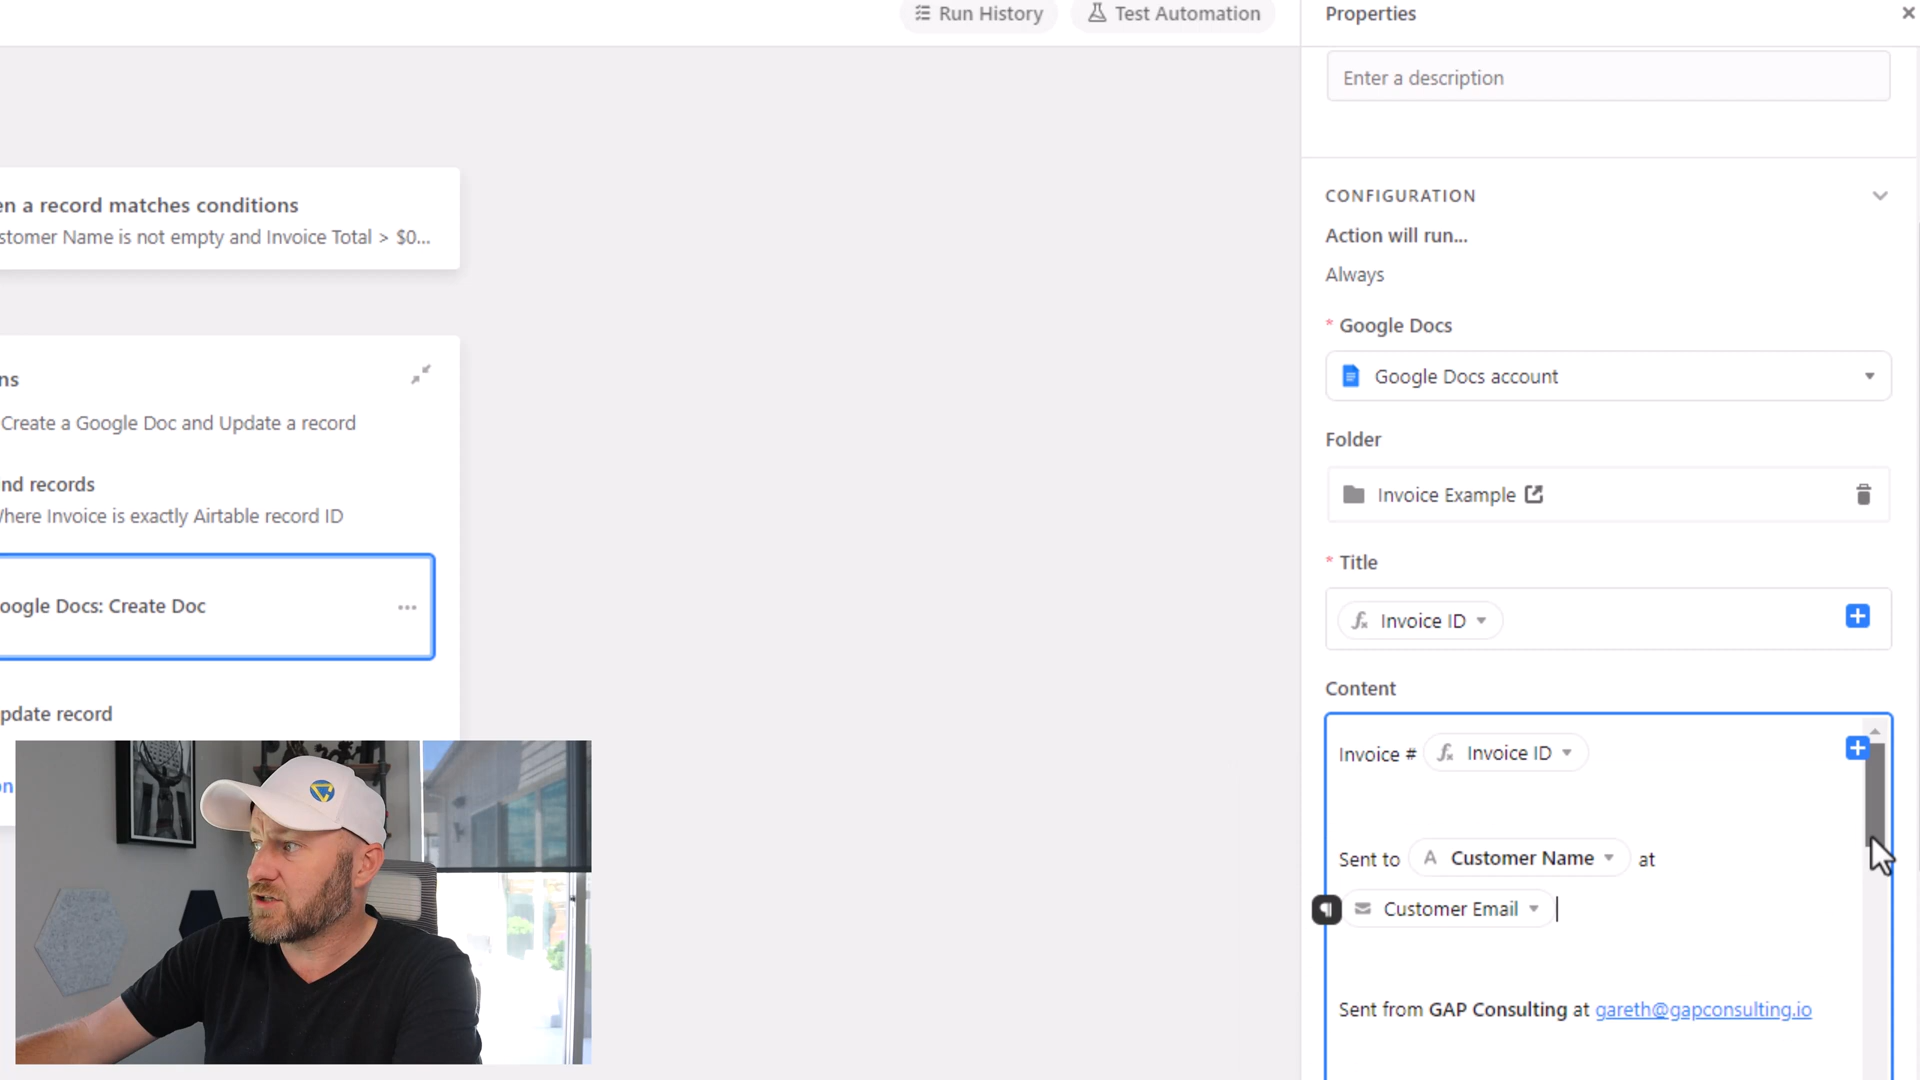 Run History
Test Automation
Properties
Enter a description
en a record matches conditions
stomer Name is not empty and Invoice Total > $0...
CONFIGURATION
Action will run...
Always
* Google Docs
Google Docs account
ns
Create a Google Doc and Update a record
Folder
nd records
Invoice Example
here Invoice is exactly Airtable record ID
* Title
oogle Docs: Create Doc
Invoice ID
Content
pdate record
Invoice # Invoice ID
on
Sent to A Customer Name at
Customer Email
Sent from GAP Consulting at gareth@gapconsulting.io